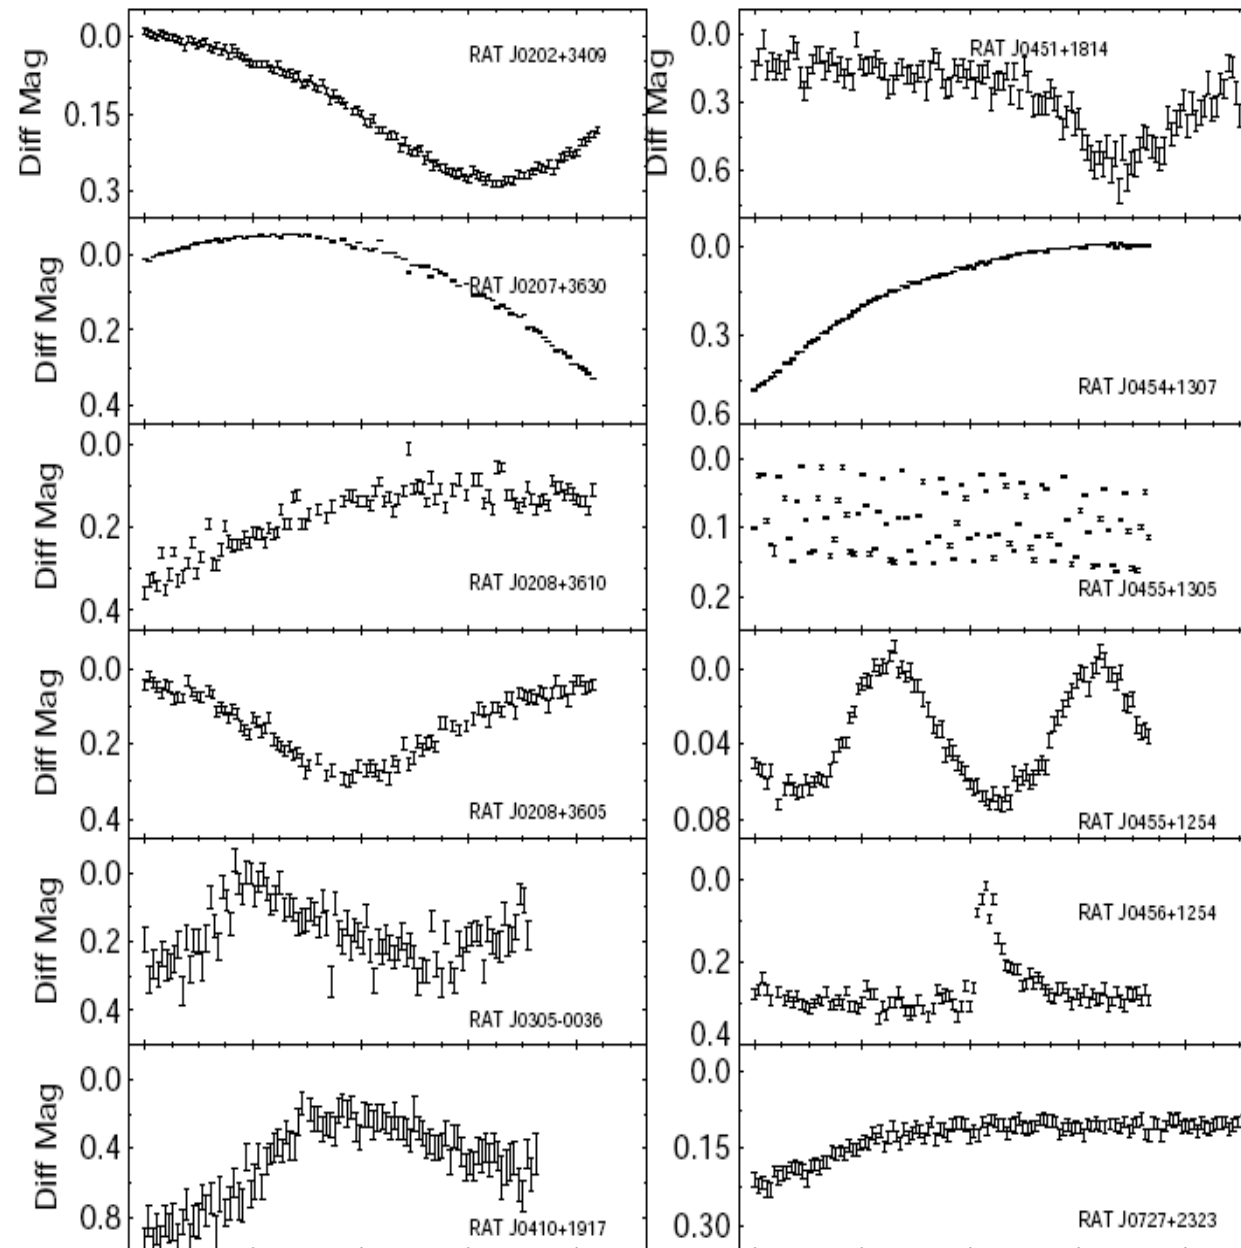 Diff Mag
0.0
0.15
0.3
RAT J0202+3409
Diff Mag
0.0
0.2
0.4
RAT J0207+3630
Diff Mag
0.0
0.2
0.4
RAT J0208+3610
Diff Mag
0.0
0.2
0.4
RAT J0208+3605
Diff Mag
0.0
0.2
0.4
RAT J0305-0036
Diff Mag
0.0
0.4
0.8
RAT J0410+1917
Diff Mag
0.0
0.3
0.6
RAT J0451+1814
0.0
0.3
0.6
RAT J0454+1307
0.0
0.1
0.2
RAT J0455+1305
0.0
0.04
0.08
RAT J0455+1254
0.0
0.2
0.4
RAT J0456+1254
0.0
0.15
0.30
RAT J0727+2323